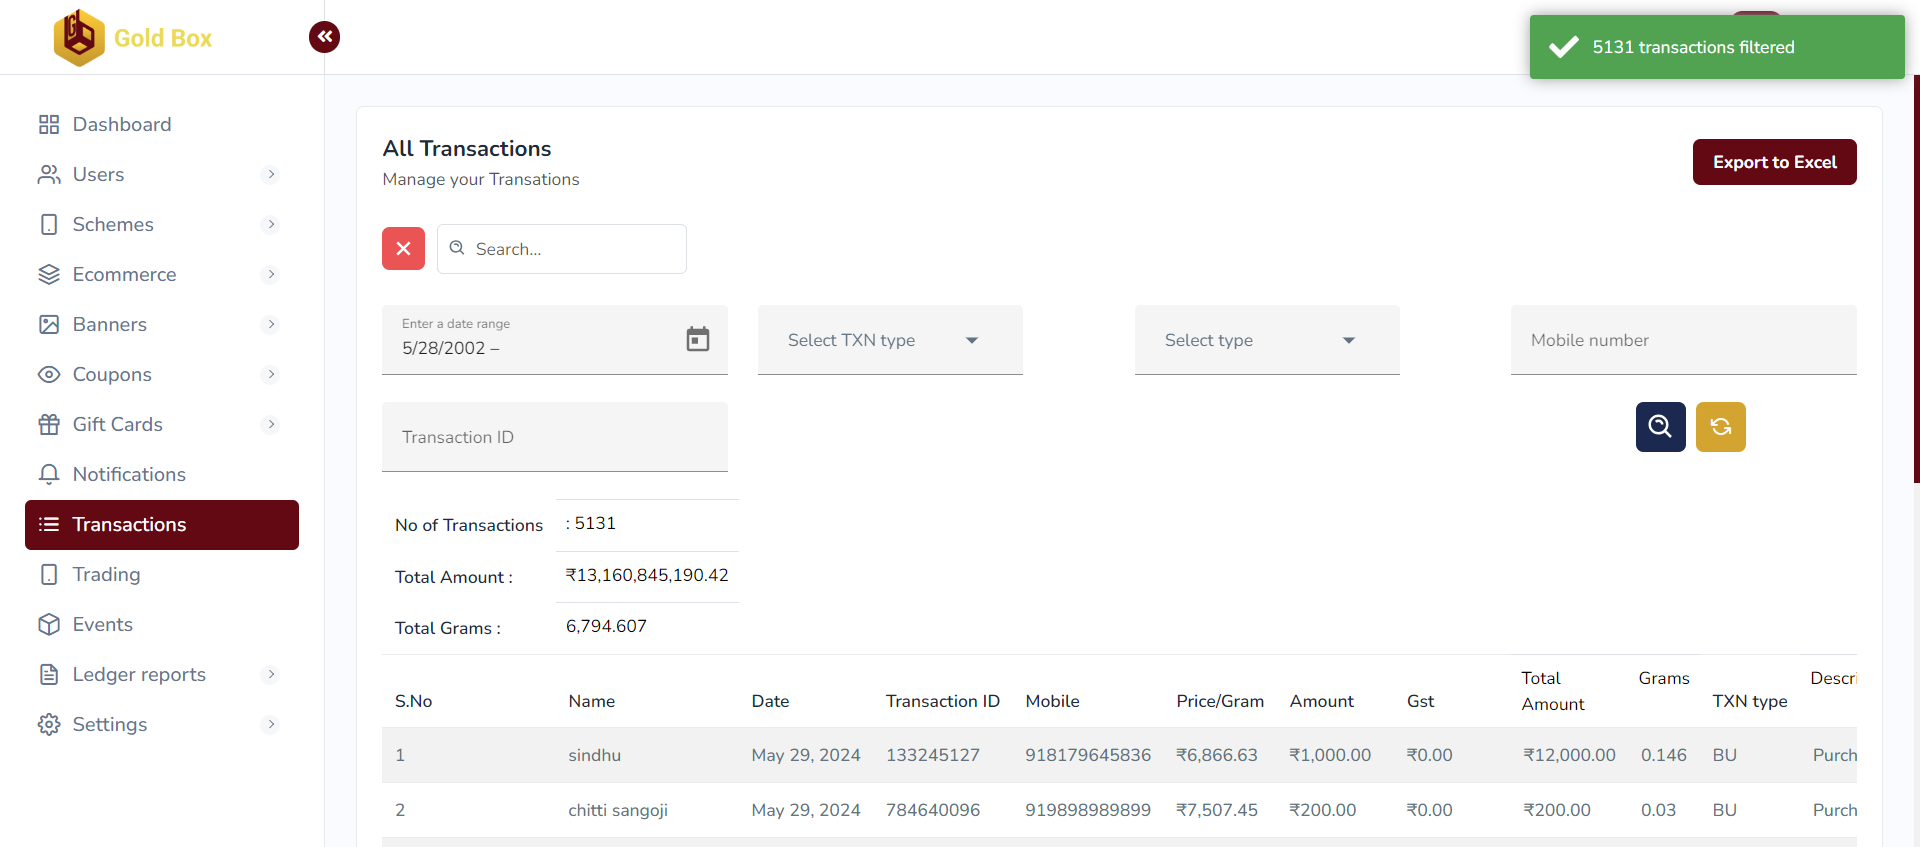 Gold Box
5131 transactions filtered
Dashboard
Users
Schemes
Ecommerce
Banners
Coupons
Gift Cards
Notifications
Transactions
Trading
Events
Ledger reports
Settings
All Transactions
Manage your Transations
Export to Excel
Search...
Enter a date range
5/28/2002 –
Select TXN type
Select type
Mobile number
Transaction ID
No of Transactions : 5131
Total Amount : ₹13,160,845,190.42
Total Grams : 6,794.607
S.No Name Date Transaction ID Mobile Price/Gram Amount Gst Total Amount Grams TXN type Descri
1 sindhu May 29, 2024 133245127 918179645836 ₹6,866.63 ₹1,000.00 ₹0.00 ₹12,000.00 0.146 BU Purch
2 chitti sangoji May 29, 2024 784640096 919898989899 ₹7,507.45 ₹200.00 ₹0.00 ₹200.00 0.03 BU Purch